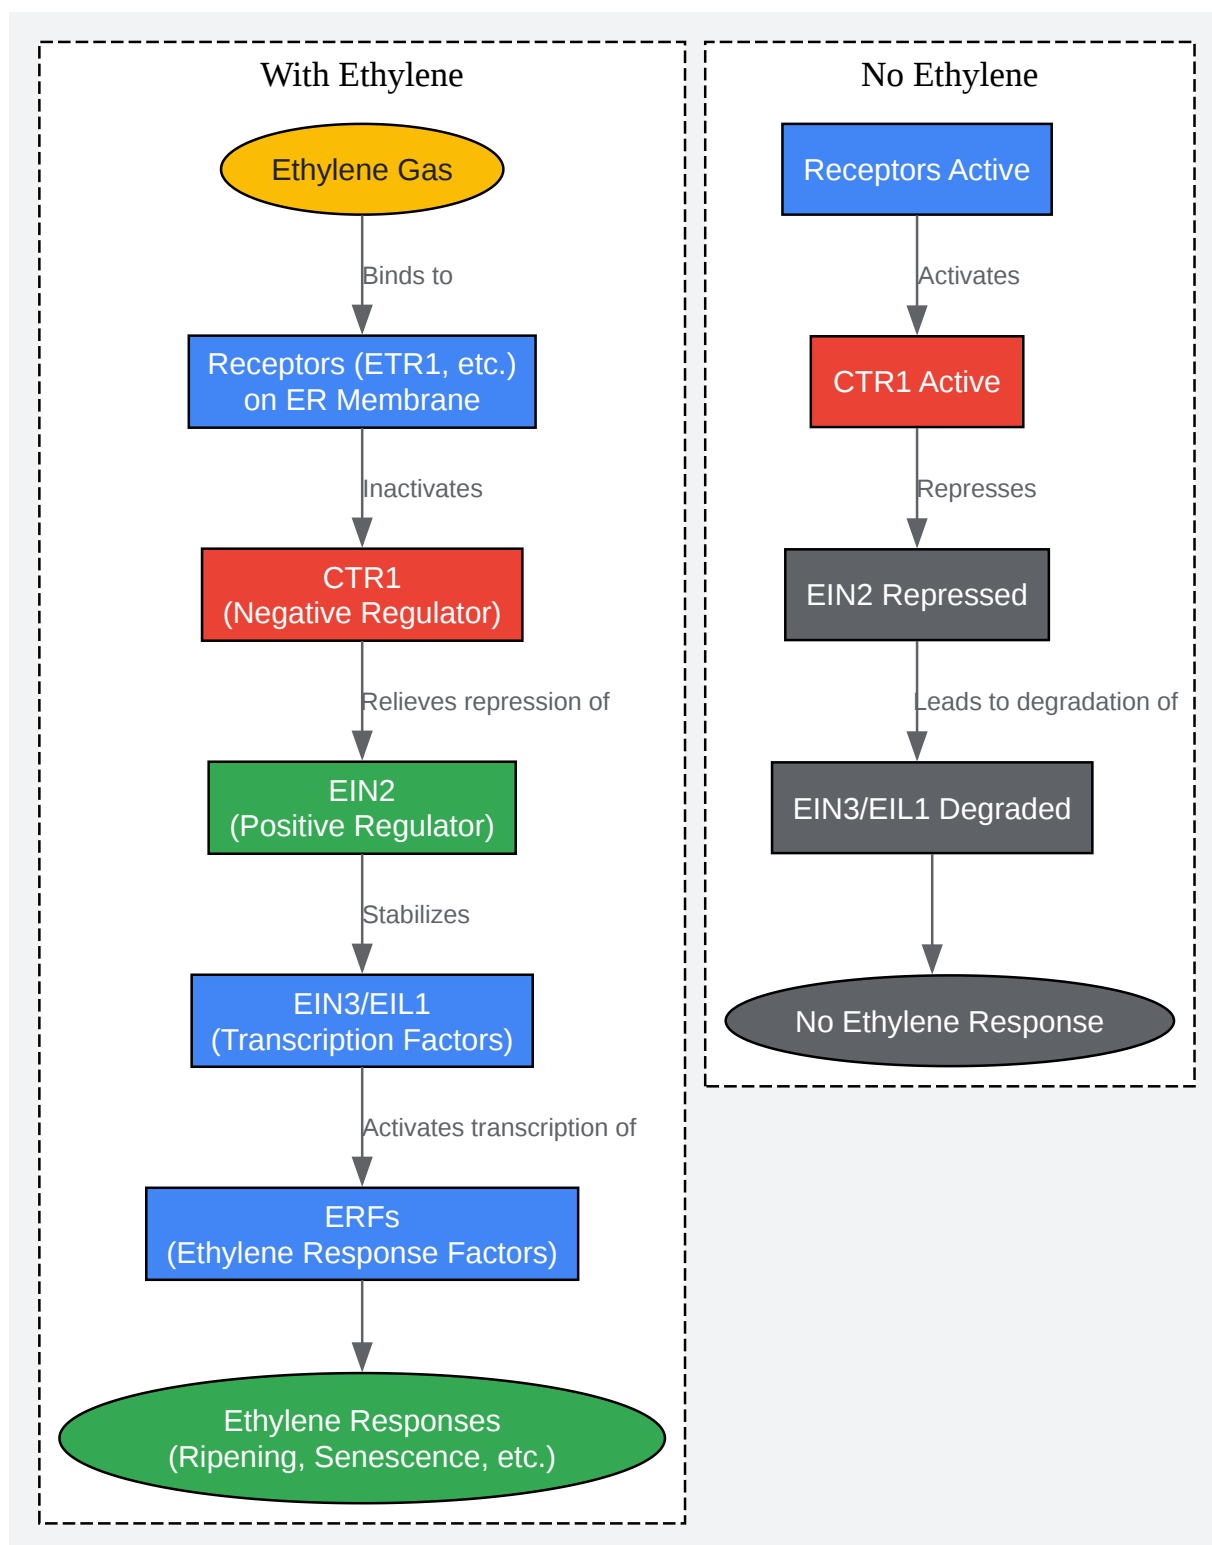 With Ethylene
Ethylene Gas
Binds to
Receptors (ETR1, etc.)
on ER Membrane
Inactivates
CTR1
(Negative Regulator)
Relieves repression of
EIN2
(Positive Regulator)
Stabilizes
EIN3/EIL1
(Transcription Factors)
Activates transcription of
ERFs
(Ethylene Response Factors)
Ethylene Responses
(Ripening, Senescence, etc.)
No Ethylene
Receptors Active
Activates
CTR1 Active
Represses
EIN2 Repressed
Leads to degradation of
EIN3/EIL1 Degraded
No Ethylene Response